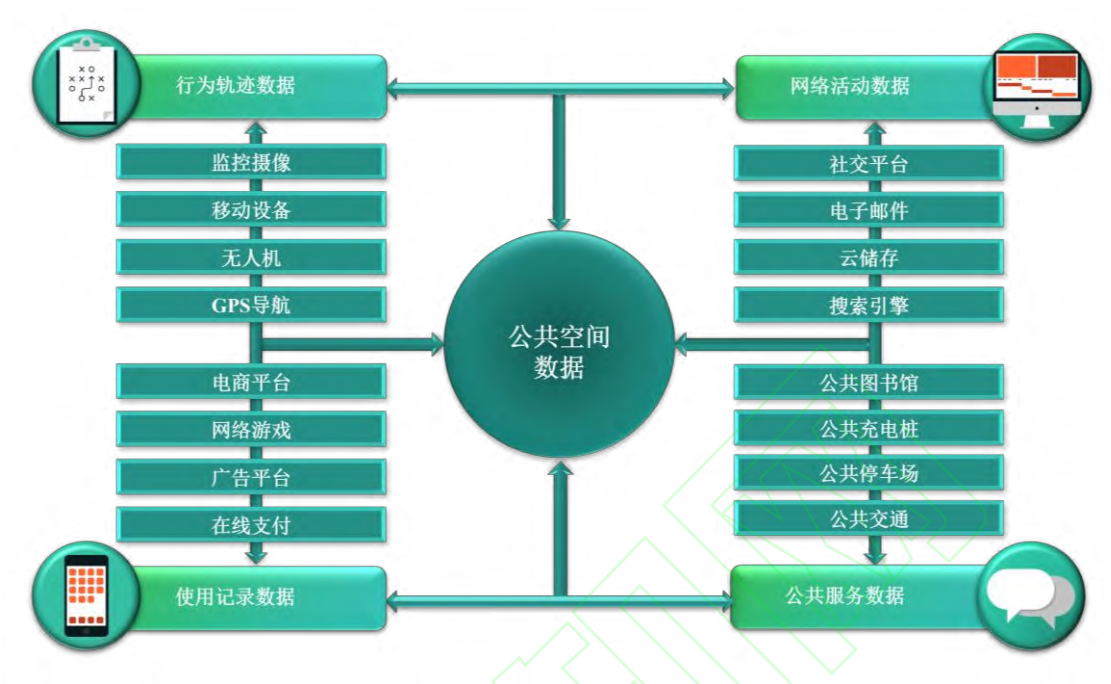 行为轨迹数据
网络活动数据
监控摄像
移动设备
无人机
GPS导航
社交平台
电子邮件
云储存
搜索引擎
公共空间
数据
电商平台
网络游戏
广告平台
在线支付
公共图书馆
公共充电桩
公共停车场
公共交通
使用记录数据
公共服务数据